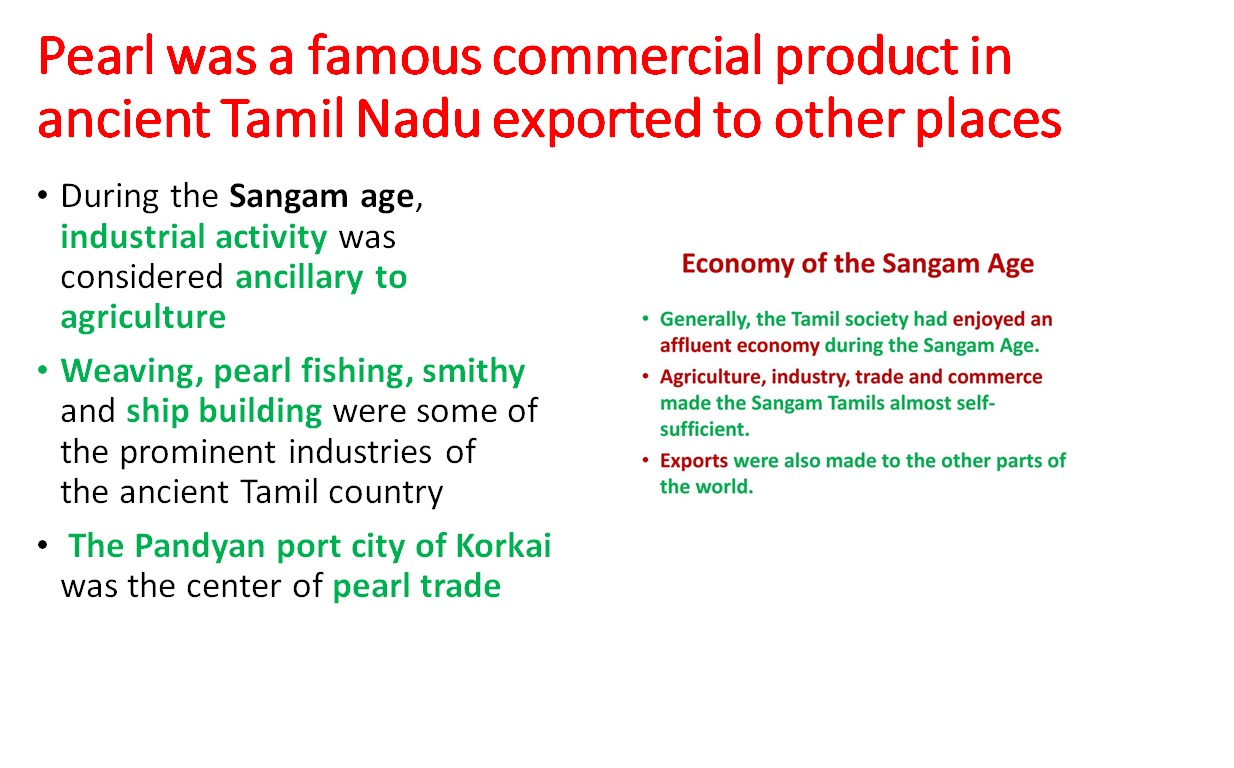 Pearl was a famous commercial product in
ancient Tamil Nadu exported to other places
• During the Sangam age,
industrial activity was
considered ancillary to
agriculture
• Weaving, pearl fishing, smithy
and ship building were some of
the prominent industries of
the ancient Tamil country
• The Pandyan port city of Korkai
was the center of pearl trade
Economy of the Sangam Age
• Generally, the Tamil society had enjoyed an
affluent economy during the Sangam Age.
• Agriculture, industry, trade and commerce
made the Sangam Tamils almost self-
sufficient.
• Exports were also made to the other parts of
the world.